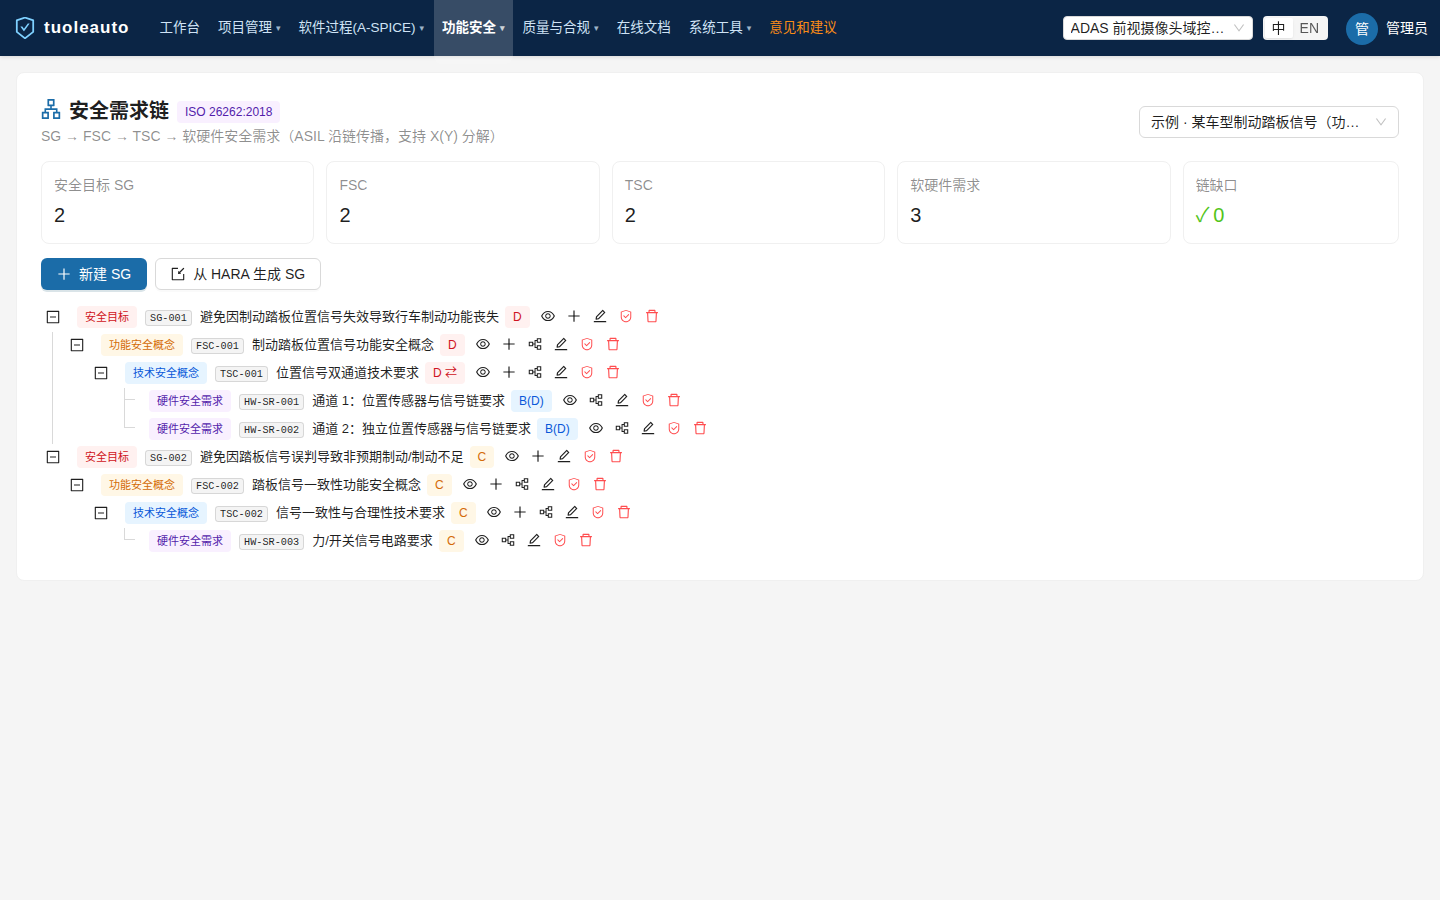 tuoleauto 工作台 项目管理 软件过程(A-SPICE) 功能安全 质量与合规 在线文档 系统工具 意见和建议 ADAS 前视摄像头域控… 中 EN 管 管理员
安全需求链 ISO 26262:2018
SG → FSC → TSC → 软硬件安全需求（ASIL 沿链传播，支持 X(Y) 分解）
示例 · 某车型制动踏板信号（功…
安全目标 SG FSC TSC 软硬件需求 链缺口
2 2 2 3 0
新建 SG 从 HARA 生成 SG
安全目标 SG-001 避免因制动踏板位置信号失效导致行车制动功能丧失 D
功能安全概念 FSC-001 制动踏板位置信号功能安全概念 D
技术安全概念 TSC-001 位置信号双通道技术要求 D
硬件安全需求 HW-SR-001 通道 1：位置传感器与信号链要求 B(D)
硬件安全需求 HW-SR-002 通道 2：独立位置传感器与信号链要求 B(D)
安全目标 SG-002 避免因踏板信号误判导致非预期制动/制动不足 C
功能安全概念 FSC-002 踏板信号一致性功能安全概念 C
技术安全概念 TSC-002 信号一致性与合理性技术要求 C
硬件安全需求 HW-SR-003 力/开关信号电路要求 C